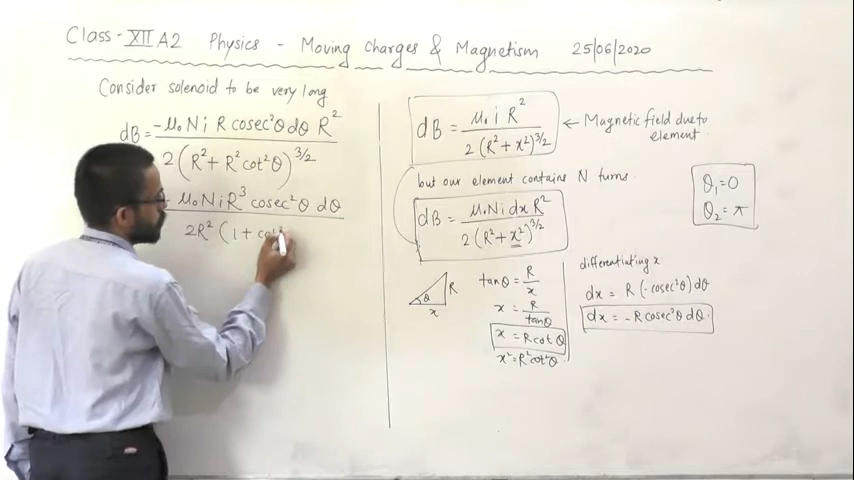 Class - XII A2 Physics - Moving Charges & Magnetism 25/06/2020
Consider solenoid to be very long
dB = -μ₀ N i R cosec²θ dθ R² / 2(R² + R² cot²θ)^3/2
- μ₀ N i R³ cosec²θ dθ / 2R² (1 + cot²
dB = μ₀ i R² / 2(R² + x²)^3/2 ← Magnetic field due to
element.
but our element contains N turns.
dB = μ₀ N i dx R² / 2(R² + x²)^3/2
θ₁ = 0
θ₂ = π
θ R x
tanθ = R / x
x = R / tanθ
x = R cot θ
x² = R² cot²θ
differentiating x
dx = R (-cosec²θ) dθ
dx = -R cosec²θ dθ.